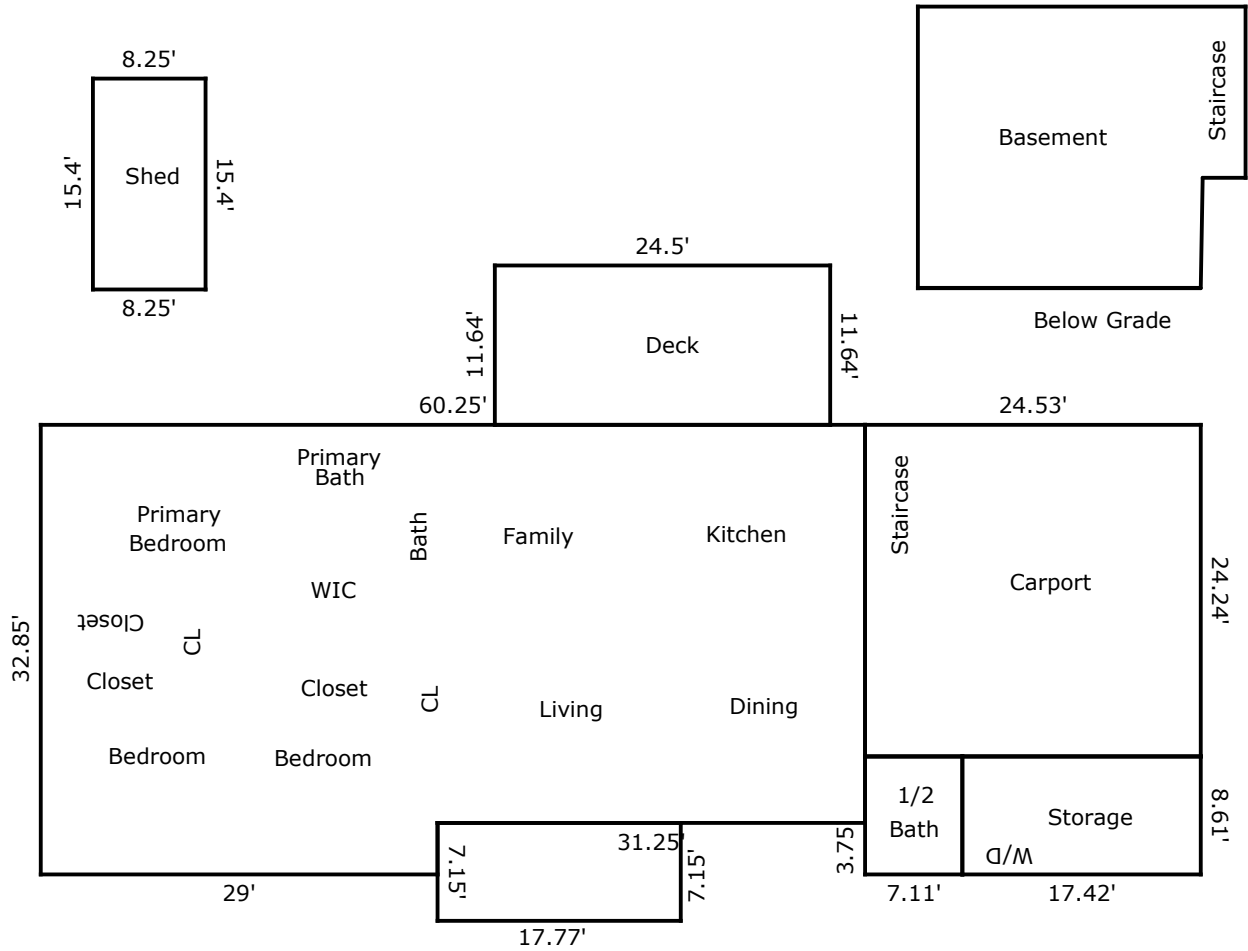 8.25'
Shed
15.4'
15.4'
8.25'
Basement
Staircase
Below Grade
24.5'
11.64'
Deck
11.64'
60.25'
24.53'
Primary
Bath
Primary
Bedroom
Bath
Family
Kitchen
Staircase
Carport
24.24'
WIC
Closet
CL
32.85'
Closet
Closet
CL
Living
Dining
Bedroom
Bedroom
1/2
Bath
Storage
8.61'
W/D
31.25'
3.75
7.15'
7.15'
29'
7.11'
17.42'
17.77'